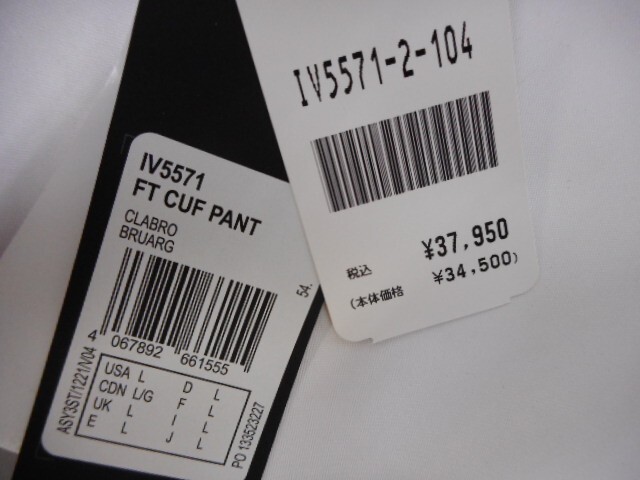 IV5571-2-104
税込 ¥37,950
(本体価格 ¥34,500)
IV5571
FT CUF PANT
CLABRO
BRUARG
54.
4 067892 661555
USA L D L
CDN L/G F L
UK L I L
E L J L
ASY3ST/1221/V04
PO 133523227